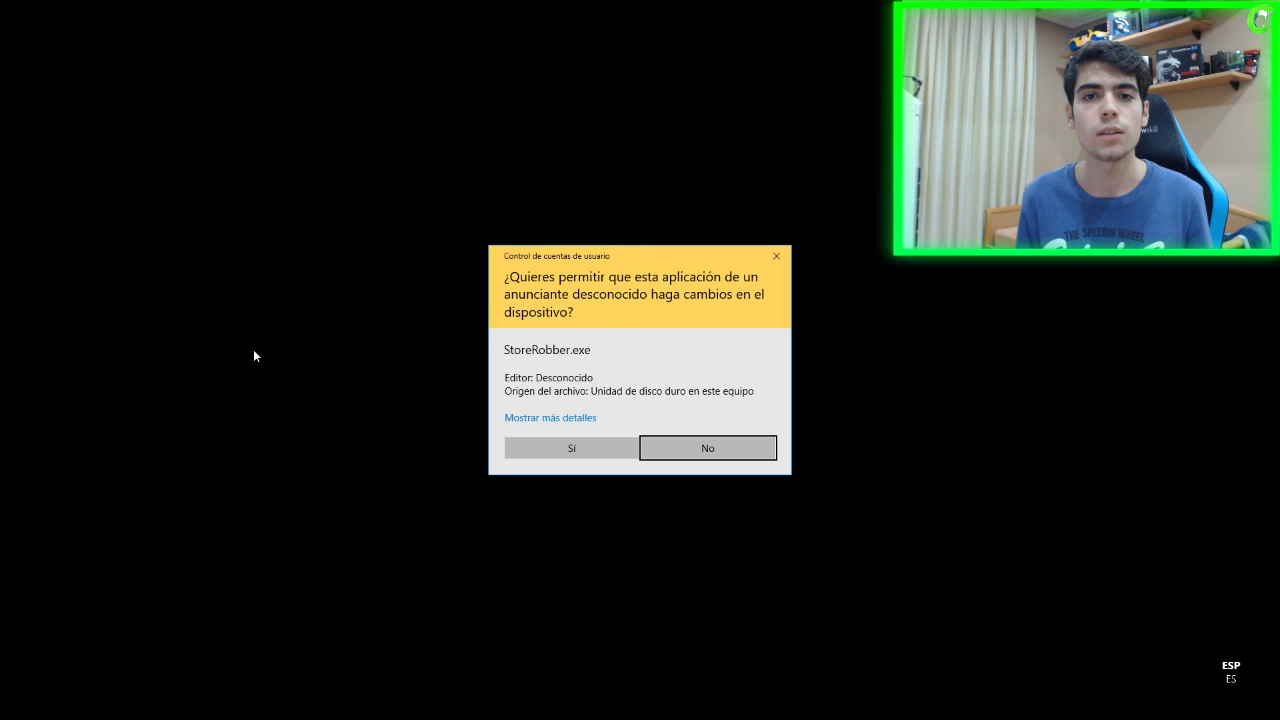 Control de cuentas de usuario
¿Quieres permitir que esta aplicación de un
anunciante desconocido haga cambios en el
dispositivo?
StoreRobber.exe
Editor: Desconocido
Origen del archivo: Unidad de disco duro en este equipo
Mostrar más detalles
Sí
No
THE SPEEDIN WHEEL
ESP
ES